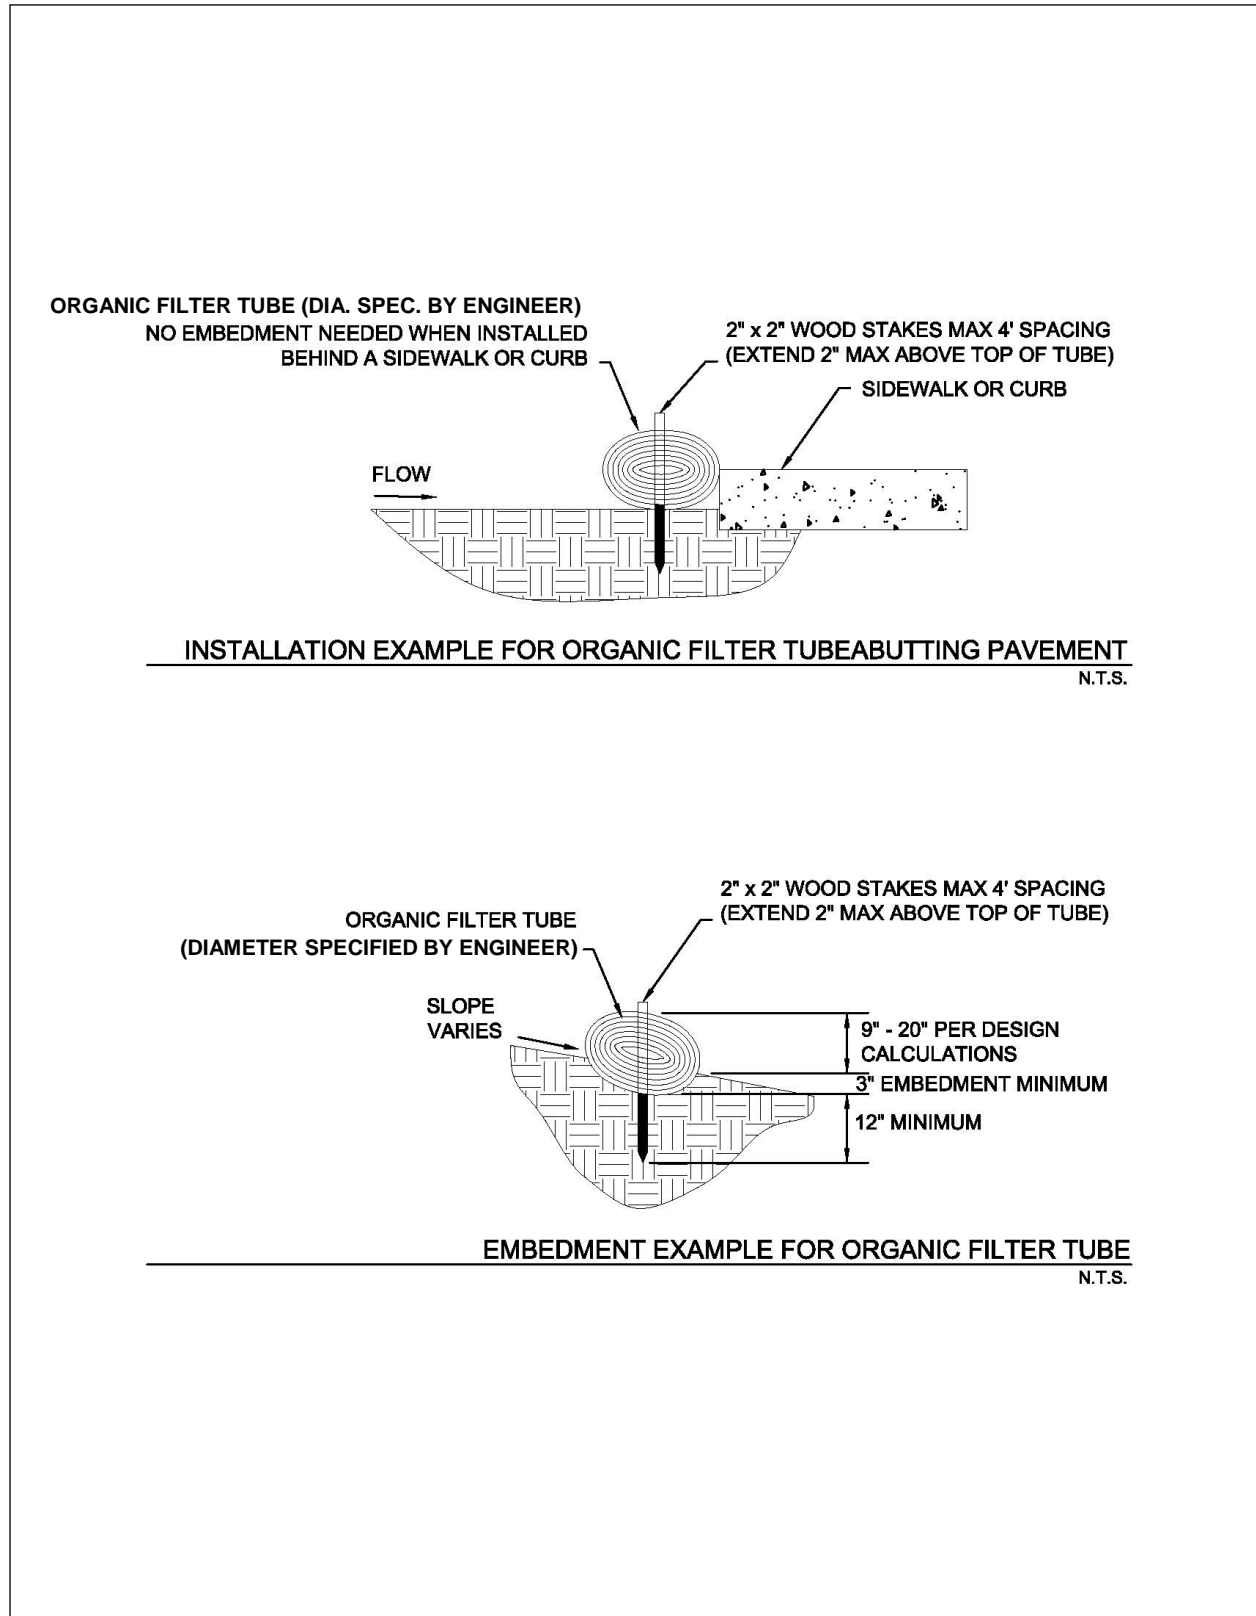 ORGANIC FILTER TUBE (DIA. SPEC. BY ENGINEER)
NO EMBEDMENT NEEDED WHEN INSTALLED
BEHIND A SIDEWALK OR CURB
2" x 2" WOOD STAKES MAX 4' SPACING
(EXTEND 2" MAX ABOVE TOP OF TUBE)
SIDEWALK OR CURB
FLOW
INSTALLATION EXAMPLE FOR ORGANIC FILTER TUBEABUTTING PAVEMENT
N.T.S.
2" x 2" WOOD STAKES MAX 4' SPACING
(EXTEND 2" MAX ABOVE TOP OF TUBE)
ORGANIC FILTER TUBE
(DIAMETER SPECIFIED BY ENGINEER)
SLOPE
VARIES
9" - 20" PER DESIGN
CALCULATIONS
3" EMBEDMENT MINIMUM
12" MINIMUM
EMBEDMENT EXAMPLE FOR ORGANIC FILTER TUBE
N.T.S.